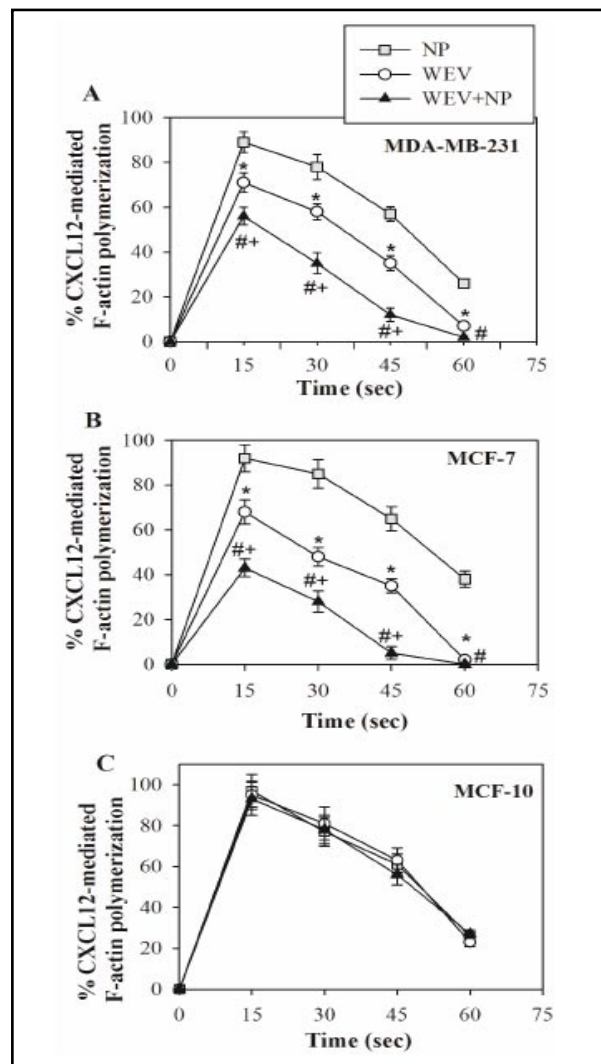 NP
WEV
WEV+NP
A
MDA-MB-231
% CXCL12-mediated
F-actin polymerization
100
80
60
40
20
0
* * * *
#+ #+ #+ #
0 15 30 45 60 75
Time (sec)
B
MCF-7
% CXCL12-mediated
F-actin polymerization
100
80
60
40
20
0
* * * *
#+ #+ #+ #
0 15 30 45 60 75
Time (sec)
C
MCF-10
% CXCL12-mediated
F-actin polymerization
100
80
60
40
20
0
0 15 30 45 60 75
Time (sec)